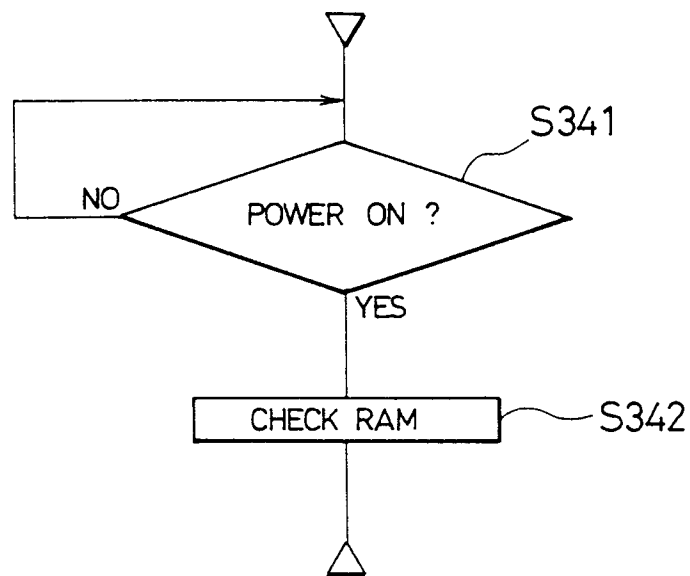 S341
NO
POWER ON ?
YES
CHECK RAM
S342